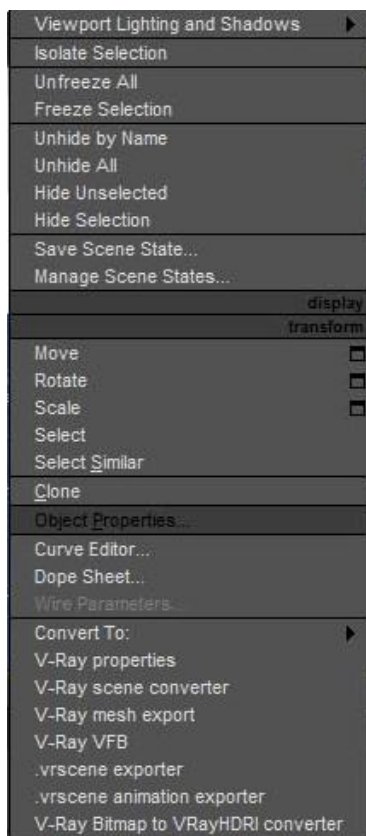 Viewport Lighting and Shadows
Isolate Selection
Unfreeze All
Freeze Selection
Unhide by Name
Unhide All
Hide Unselected
Hide Selection
Save Scene State...
Manage Scene States...
display
transform
Move
Rotate
Scale
Select
Select Similar
Clone
Object Properties...
Curve Editor...
Dope Sheet...
Wire Parameters...
Convert To:
V-Ray properties
V-Ray scene converter
V-Ray mesh export
V-Ray VFB
.vrscene exporter
.vrscene animation exporter
V-Ray Bitmap to VRayHDRI converter